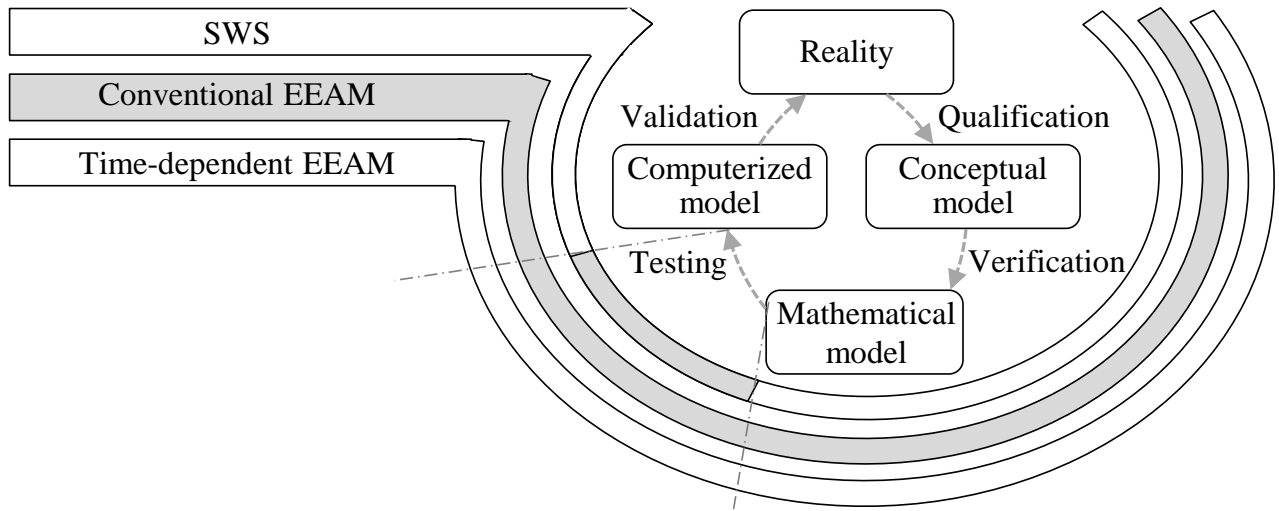 SWS
Conventional EEAM
Time-dependent EEAM
Reality
Validation
Qualification
Computerized
model
Conceptual
model
Testing
Verification
Mathematical
model